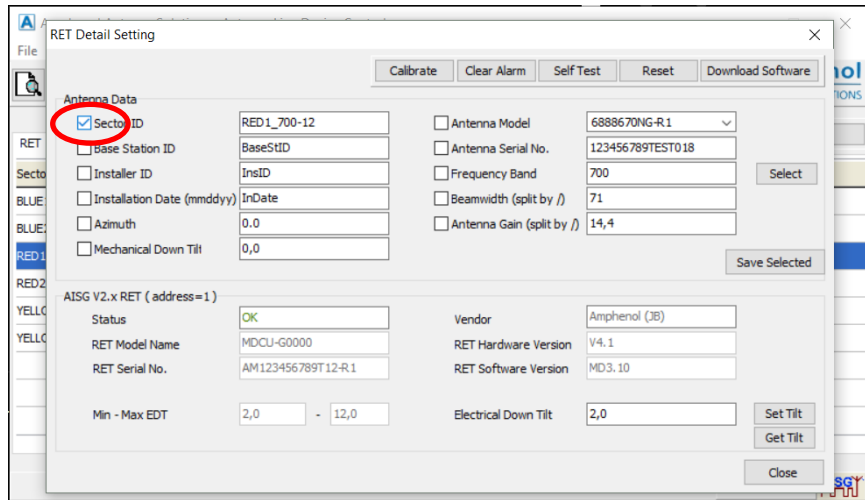 RET Detail Setting
File
Calibrate Clear Alarm Self Test Reset Download Software
Antenna Data
Sector ID RED1_700-12 Antenna Model 6888670NG-R1
Base Station ID BaseStID Antenna Serial No. 123456789TEST018
Installer ID InsID Frequency Band 700 Select
Installation Date (mmddyy) InDate Beamwidth (split by /) 71
Azimuth 0.0 Antenna Gain (split by /) 14,4
Mechanical Down Tilt 0,0
Save Selected
RET
BLUE
RED1
RED2
AISG V2.x RET ( address=1 )
Status OK Vendor Amphenol (JB)
RET Model Name MDCU-G0000 RET Hardware Version V4.1
RET Serial No. AM123456789T12-R1 RET Software Version MD3.10
Min - Max EDT 2,0 - 12,0 Electrical Down Tilt 2,0 Set Tilt
Get Tilt
Close